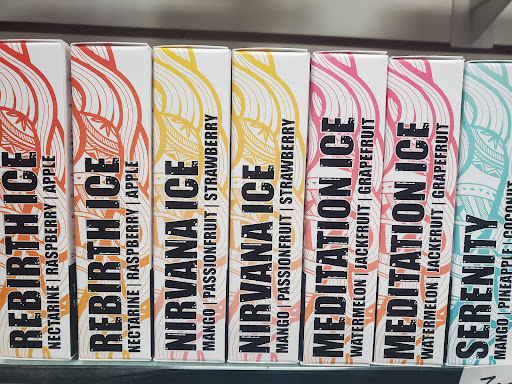 REBIRTH ICE
NECTARINE | RASPBERRY | APPLE
REBIRTH ICE
NECTARINE | RASPBERRY | APPLE
NIRVANA ICE
MANGO | PASSIONFRUIT | STRAWBERRY
NIRVANA ICE
MANGO | PASSIONFRUIT | STRAWBERRY
MEDITATION ICE
WATERMELON | JACKFRUIT | GRAPEFRUIT
MEDITATION ICE
WATERMELON | JACKFRUIT | GRAPEFRUIT
SERENITY
MANGO | PINEAPPLE | COCONUT